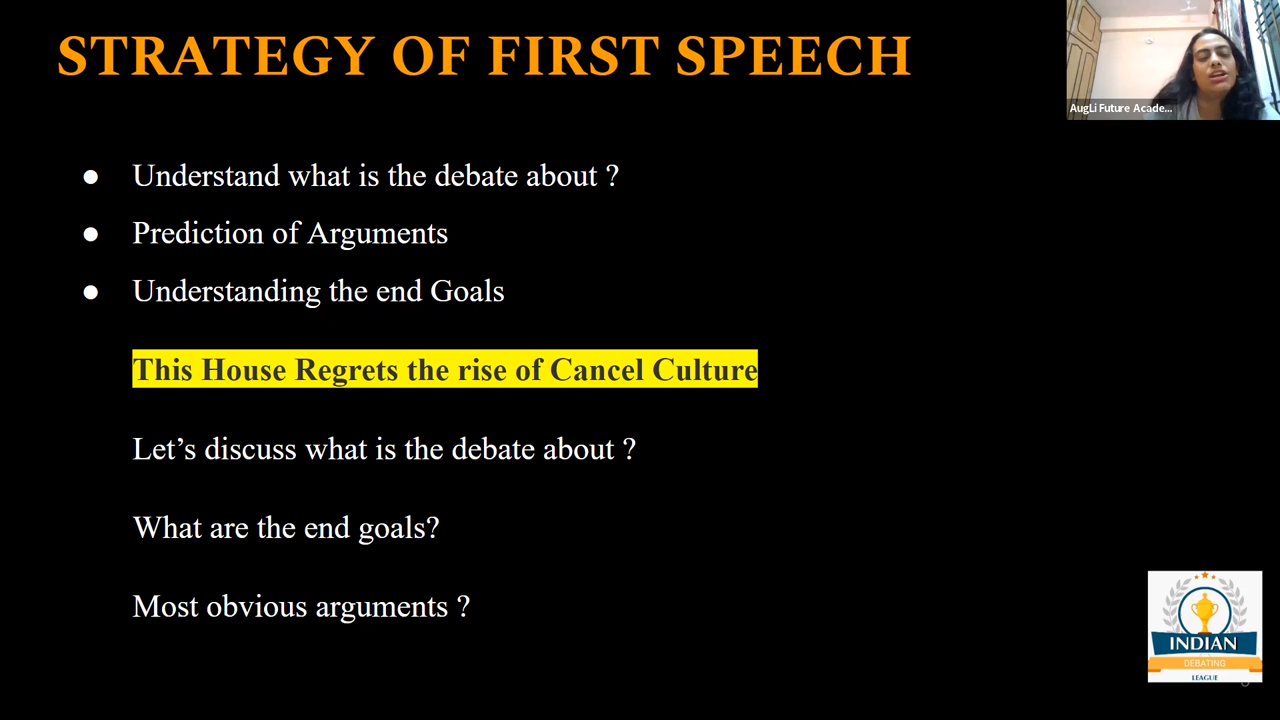 STRATEGY OF FIRST SPEECH
AugLi Future Acade...
● Understand what is the debate about ?
● Prediction of Arguments
● Understanding the end Goals
This House Regrets the rise of Cancel Culture
Let’s discuss what is the debate about ?
What are the end goals?
Most obvious arguments ?
INDIAN
DEBATING
LEAGUE